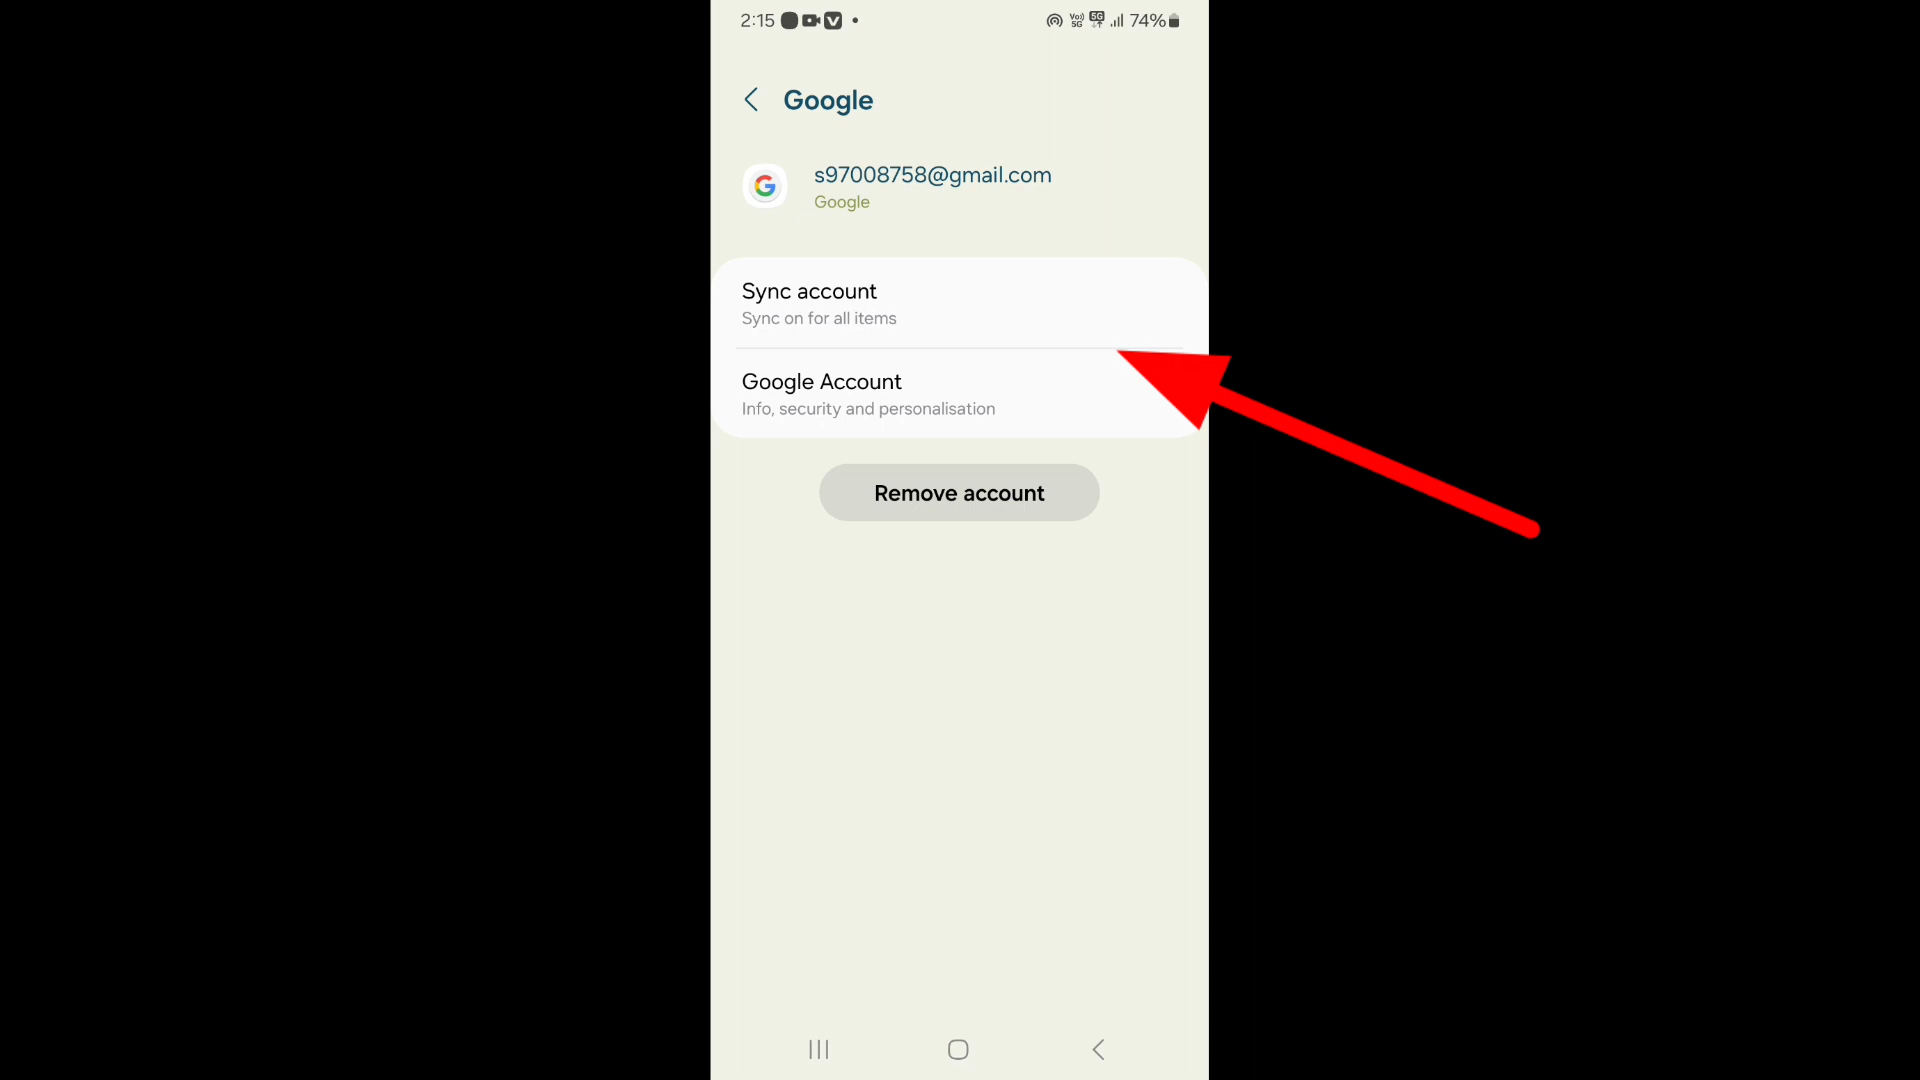 2:15 74%
Google
s97008758@gmail.com
Google
Sync account
Sync on for all items
Google Account
Info, security and personalisation
Remove account